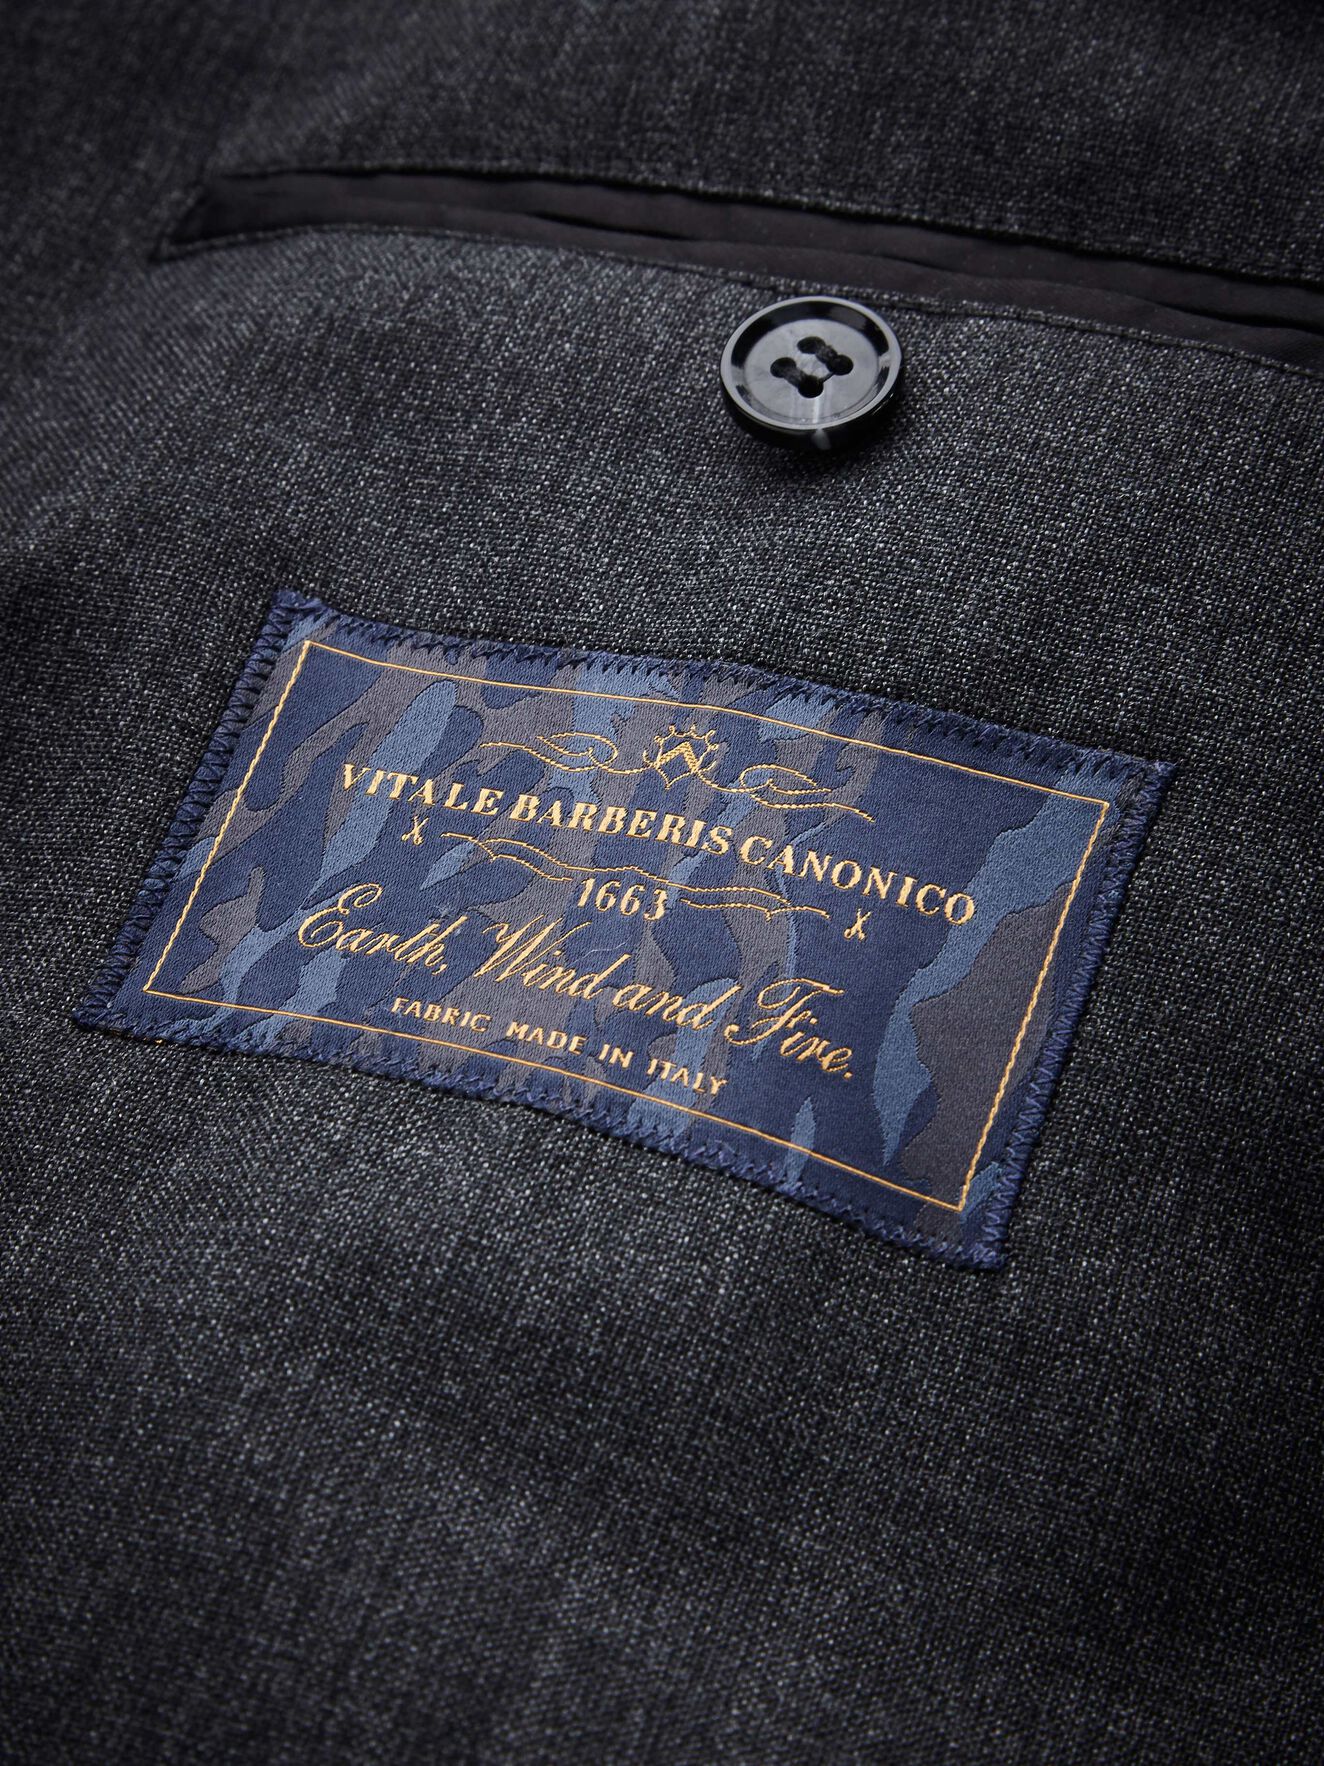 VITALE BARBERIS CANONICO
1663
Earth, Wind and Fire.
FABRIC MADE IN ITALY